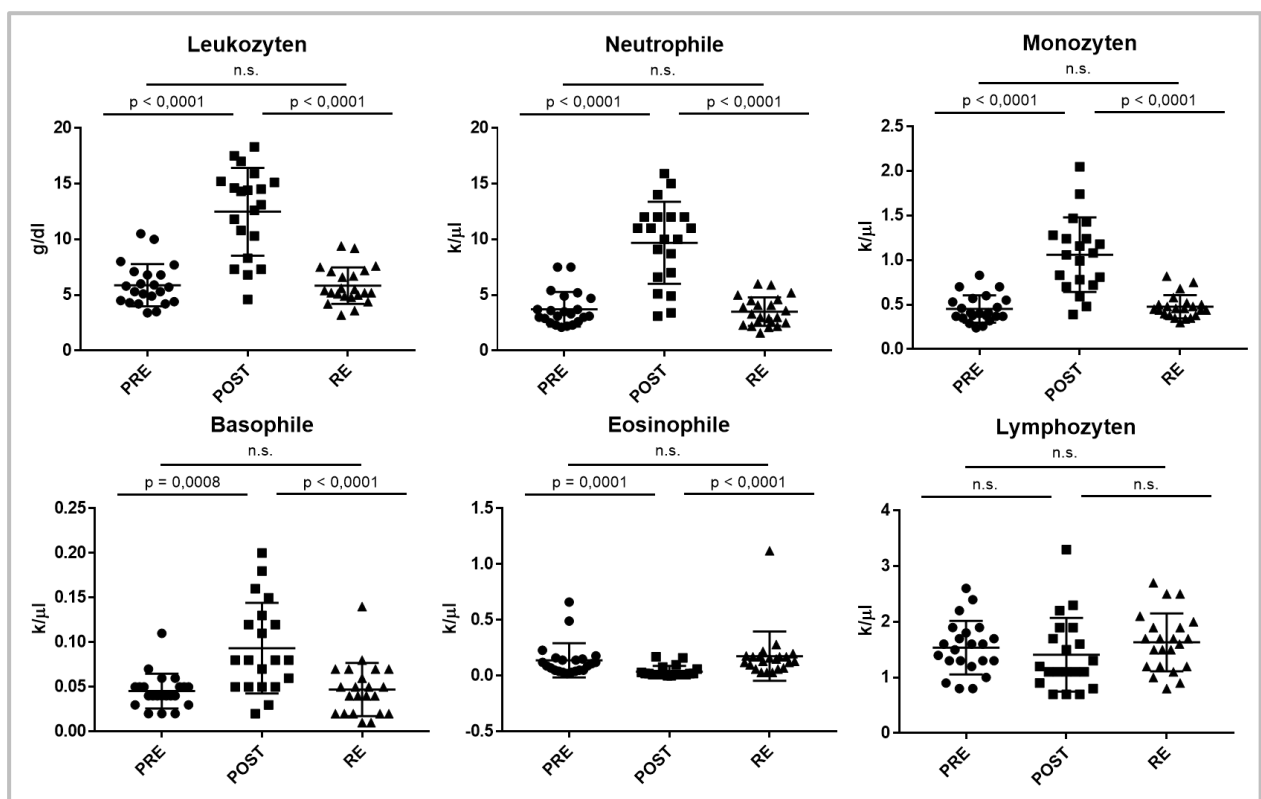 Leukozyten
n.s.
p < 0,0001 p < 0,0001
20
15
10
5
0
g/dl
PRE POST RE
Neutrophile
n.s.
p < 0,0001 p < 0,0001
20
15
10
5
0
k/µl
PRE POST RE
Monozyten
n.s.
p < 0,0001 p < 0,0001
2.5
2.0
1.5
1.0
0.5
0.0
k/µl
PRE POST RE
Basophile
n.s.
p = 0,0008 p < 0,0001
0.25
0.20
0.15
0.10
0.05
0.00
k/µl
PRE POST RE
Eosinophile
n.s.
p = 0,0001 p < 0,0001
1.5
1.0
0.5
0.0
-0.5
k/µl
PRE POST RE
Lymphozyten
n.s.
n.s. n.s.
4
3
2
1
0
k/µl
PRE POST RE